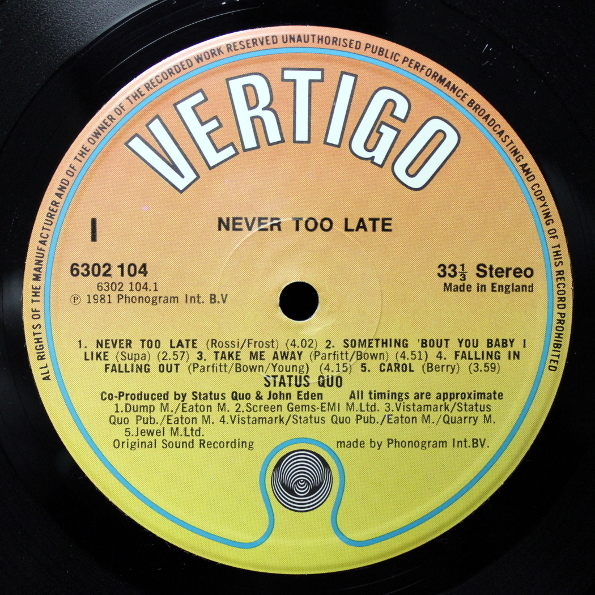 ALL RIGHTS OF THE MANUFACTURER AND OF THE OWNER OF THE RECORDED WORK RESERVED UNAUTHORISED PUBLIC PERFORMANCE BROADCASTING AND COPYING OF THIS RECORD PROHIBITED
VERTIGO
NEVER TOO LATE
I
6302 104
33⅓ Stereo
6302 104.1
Made in England
℗ 1981 Phonogram Int. B.V
1. NEVER TOO LATE (Rossi/Frost) (4.02) 2. SOMETHING 'BOUT YOU BABY I
LIKE (Supa) (2.57) 3. TAKE ME AWAY (Parfitt/Bown) (4.51) 4. FALLING IN
FALLING OUT (Parfitt/Bown/Young) (4.15) 5. CAROL (Berry) (3.59)
STATUS QUO
Co-Produced by Status Quo & John Eden All timings are approximate
1.Dump M./Eaton M. 2.Screen Gems-EMI M.Ltd. 3.Vistamark/Status
Quo Pub./Eaton M. 4.Vistamark/Status Quo Pub./Eaton M./Quarry M.
5.Jewel M.Ltd.
Original Sound Recording made by Phonogram Int.BV.